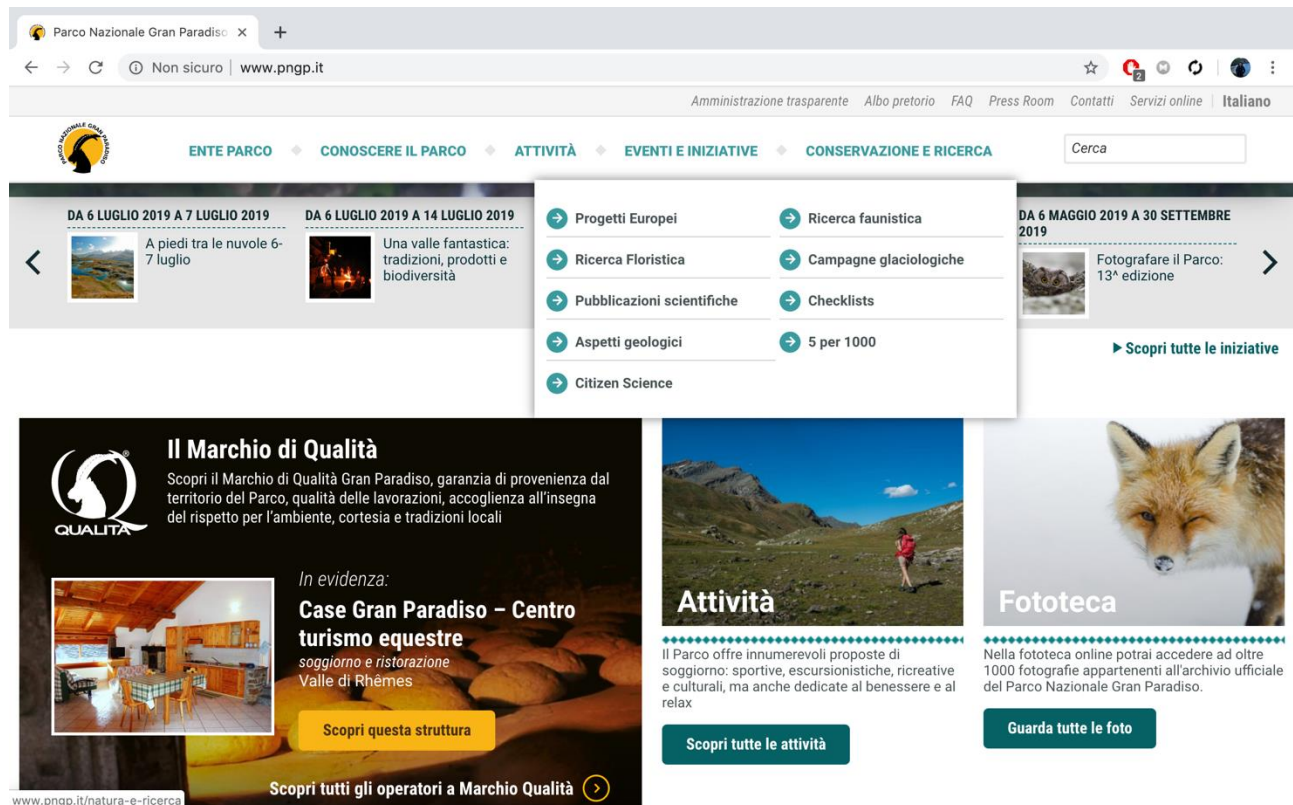 Parco Nazionale Gran Paradiso
Non sicuro | www.pngp.it
2
Amministrazione trasparente Albo pretorio FAQ Press Room Contatti Servizi online | Italiano
PARCO NAZIONALE GRAN PARADISO
ENTE PARCO CONOSCERE IL PARCO ATTIVITÀ EVENTI E INIZIATIVE CONSERVAZIONE E RICERCA
Cerca
DA 6 LUGLIO 2019 A 7 LUGLIO 2019
A piedi tra le nuvole 6-
7 luglio
DA 6 LUGLIO 2019 A 14 LUGLIO 2019
Una valle fantastica:
tradizioni, prodotti e
biodiversità
Progetti Europei
Ricerca faunistica
Ricerca Floristica
Campagne glaciologiche
Pubblicazioni scientifiche
Checklists
Aspetti geologici
5 per 1000
Citizen Science
DA 6 MAGGIO 2019 A 30 SETTEMBRE
2019
Fotografare il Parco:
13^ edizione
Scopri tutte le iniziative
QUALITÀ
Il Marchio di Qualità
Scopri il Marchio di Qualità Gran Paradiso, garanzia di provenienza dal
territorio del Parco, qualità delle lavorazioni, accoglienza all'insegna
del rispetto per l'ambiente, cortesia e tradizioni locali
In evidenza:
Case Gran Paradiso – Centro
turismo equestre
soggiorno e ristorazione
Valle di Rhêmes
Scopri questa struttura
Scopri tutti gli operatori a Marchio Qualità
Attività
Il Parco offre innumerevoli proposte di
soggiorno: sportive, escursionistiche, ricreative
e culturali, ma anche dedicate al benessere e al
relax
Scopri tutte le attività
Fototeca
Nella fototeca online potrai accedere ad oltre
1000 fotografie appartenenti all'archivio ufficiale
del Parco Nazionale Gran Paradiso.
Guarda tutte le foto
www.pngp.it/natura-e-ricerca